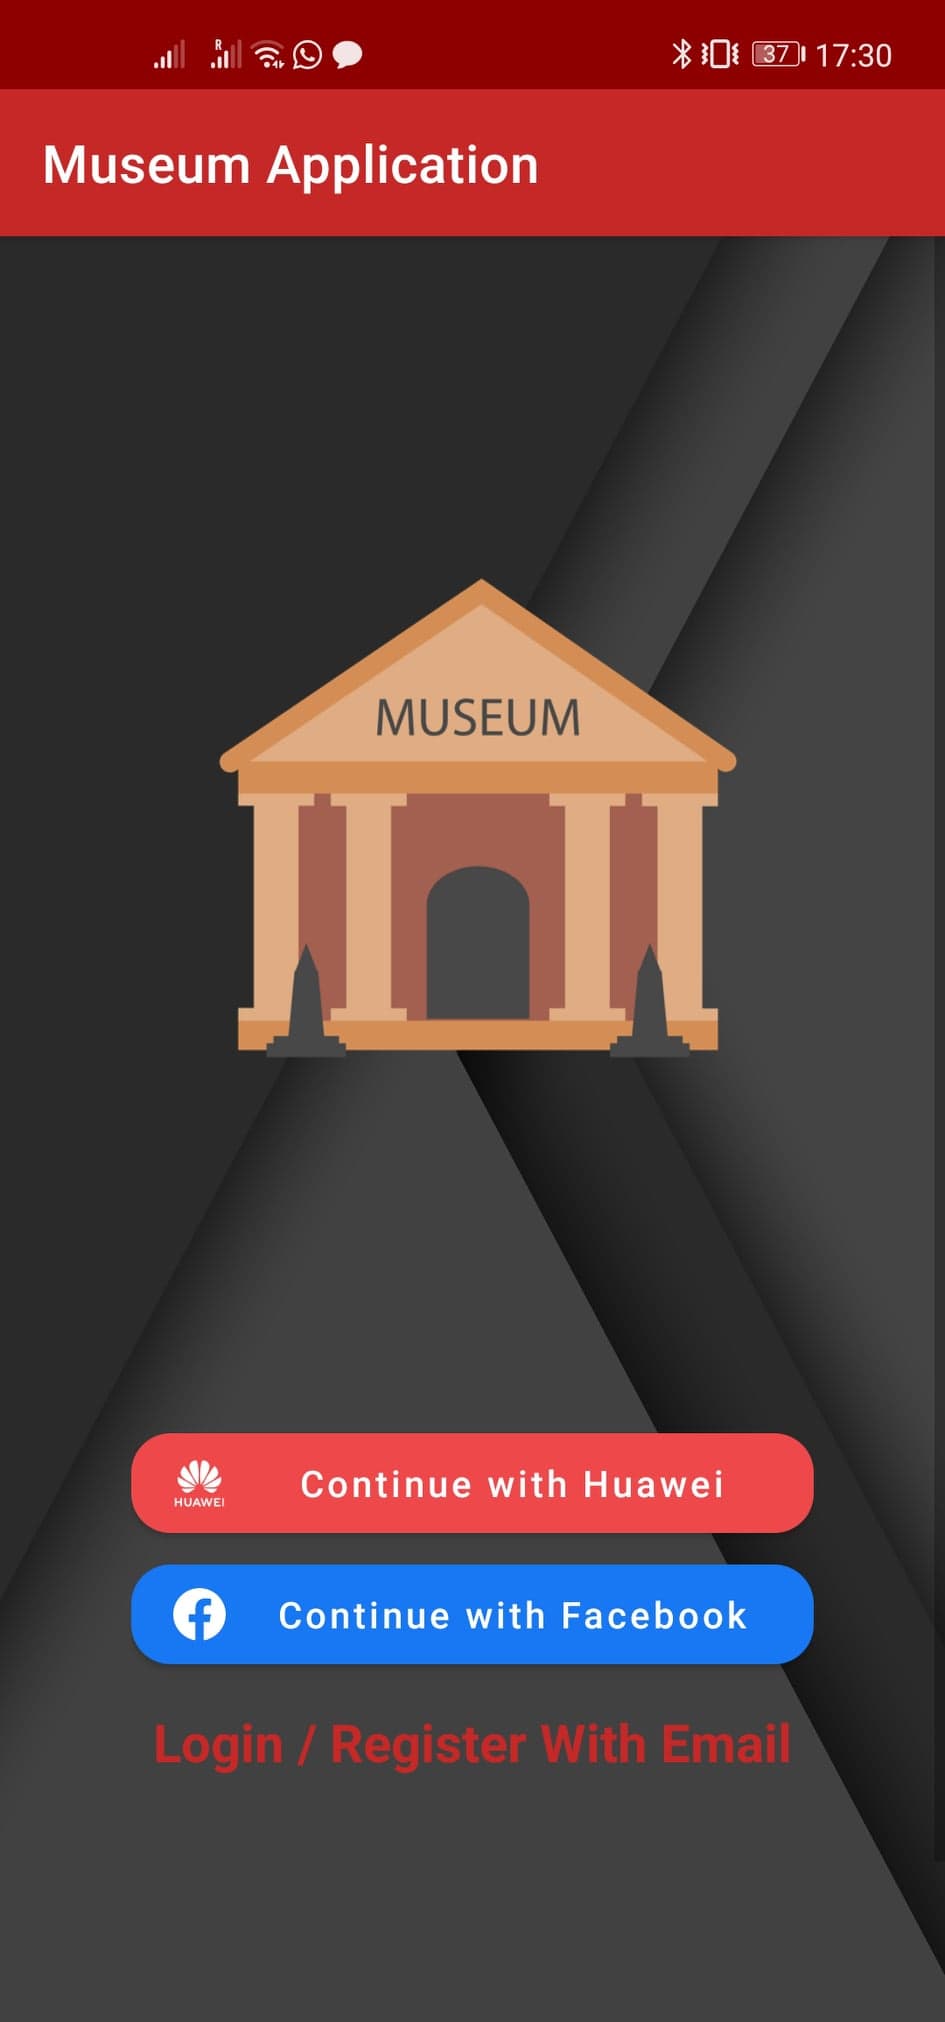 R
37 17:30
Museum Application
MUSEUM
HUAWEI Continue with Huawei
Continue with Facebook
Login / Register With Email